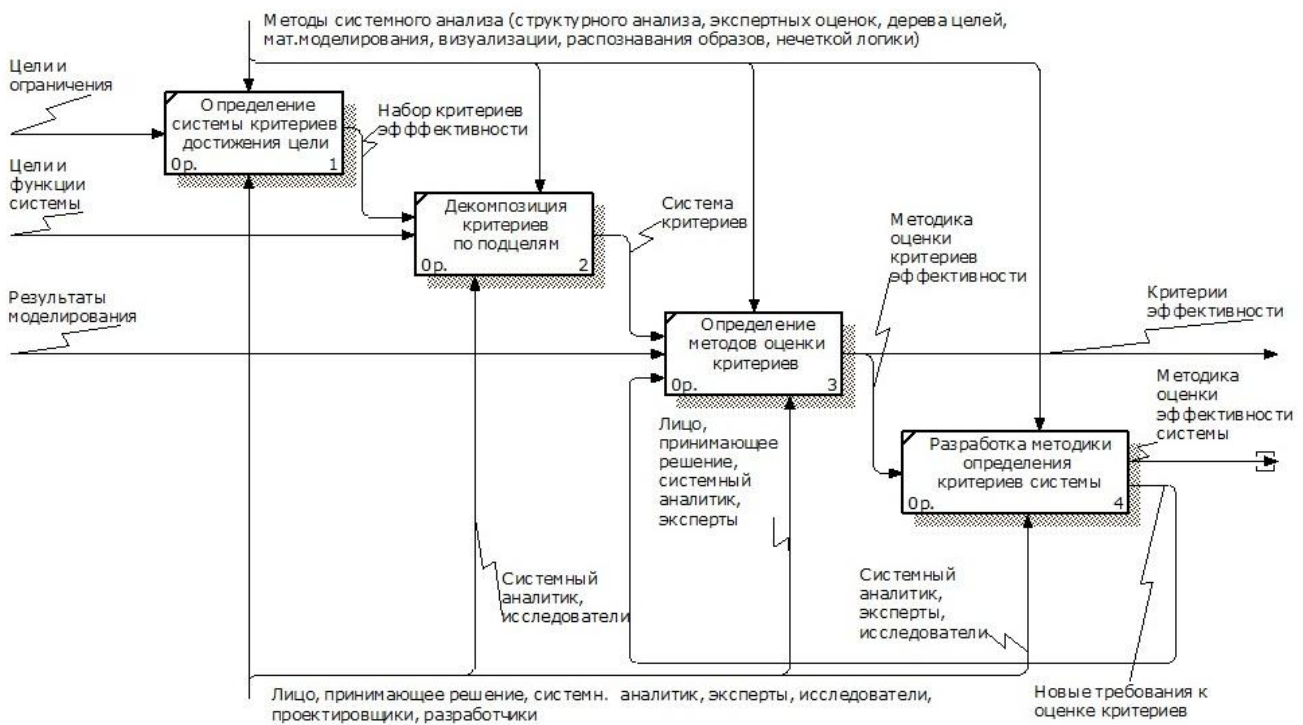 Методы системного анализа (структурного анализа, экспертных оценок, дерева целей,
мат.моделирования, визуализации, распознавания образов, нечеткой логики)
Цели и
ограничения
Определение
системы критериев
достижения цели
0р. 1
Набор критериев
эфффективности
Цели и
функции
системы
Декомпозиция
критериев
по подцелям
0р. 2
Система
критериев
Методика
оценки
критериев
эффективности
Результаты
моделирования
Определение
методов оценки
критериев
0р. 3
Критерии
эффективности
Методика
оценки
эффективности
системы
Лицо,
принимающее
решение,
системный
аналитик,
эксперты
Разработка методики
определения
критериев системы
0р. 4
Системный
аналитик,
исследователи
Системный
аналитик,
эксперты,
исследователи
Лицо, принимающее решение, системн. аналитик, эксперты, исследователи,
проектировщики, разработчики
Новые требования к
оценке критериев